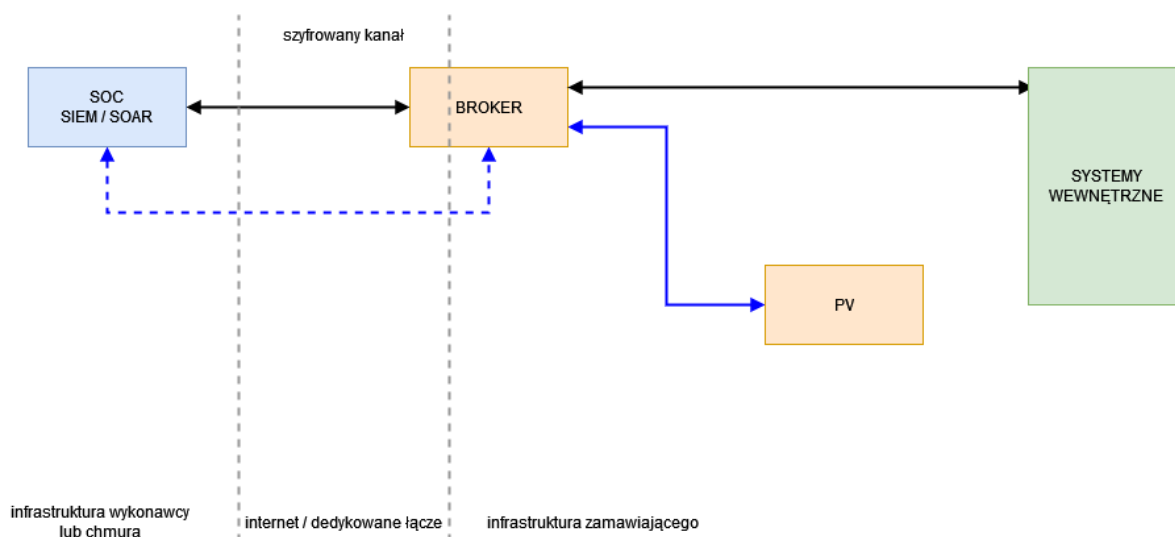 szyfrowany kanał
SOC
SIEM / SOAR
BROKER
SYSTEMY
WEWNĘTRZNE
PV
infrastruktura wykonawcy
lub chmura
internet / dedykowane łącze
infrastruktura zamawiającego